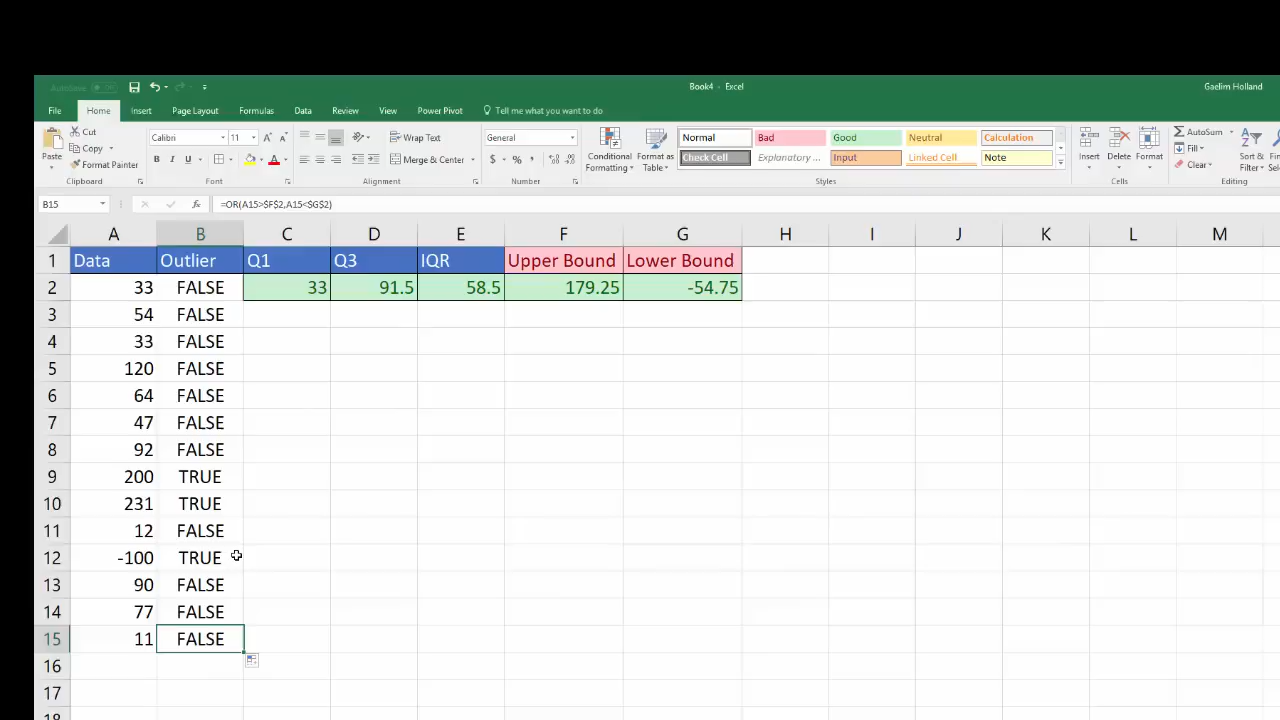 AutoSave Book4 - Excel Gaelim Holland
File Home Insert Page Layout Formulas Data Review View Power Pivot Tell me what you want to do
Cut Calibri 11 Wrap Text General Normal Bad Good Neutral Calculation AutoSum
Paste Copy Format Painter B I U A Merge & Center $ % Conditional Formatting Format as Table Check Cell Explanatory ... Input Linked Cell Note Insert Delete Format Fill Clear Sort &
Clipboard Font Alignment Number Styles Cells Editing
B15 fx =OR(A15>$F$2,A15<$G$2)
A B C D E F G H I J K L M
1 Data Outlier Q1 Q3 IQR Upper Bound Lower Bound
2 33 FALSE 33 91.5 58.5 179.25 -54.75
3 54 FALSE
4 33 FALSE
5 120 FALSE
6 64 FALSE
7 47 FALSE
8 92 FALSE
9 200 TRUE
10 231 TRUE
11 12 FALSE
12 -100 TRUE
13 90 FALSE
14 77 FALSE
15 11 FALSE
16
17
18